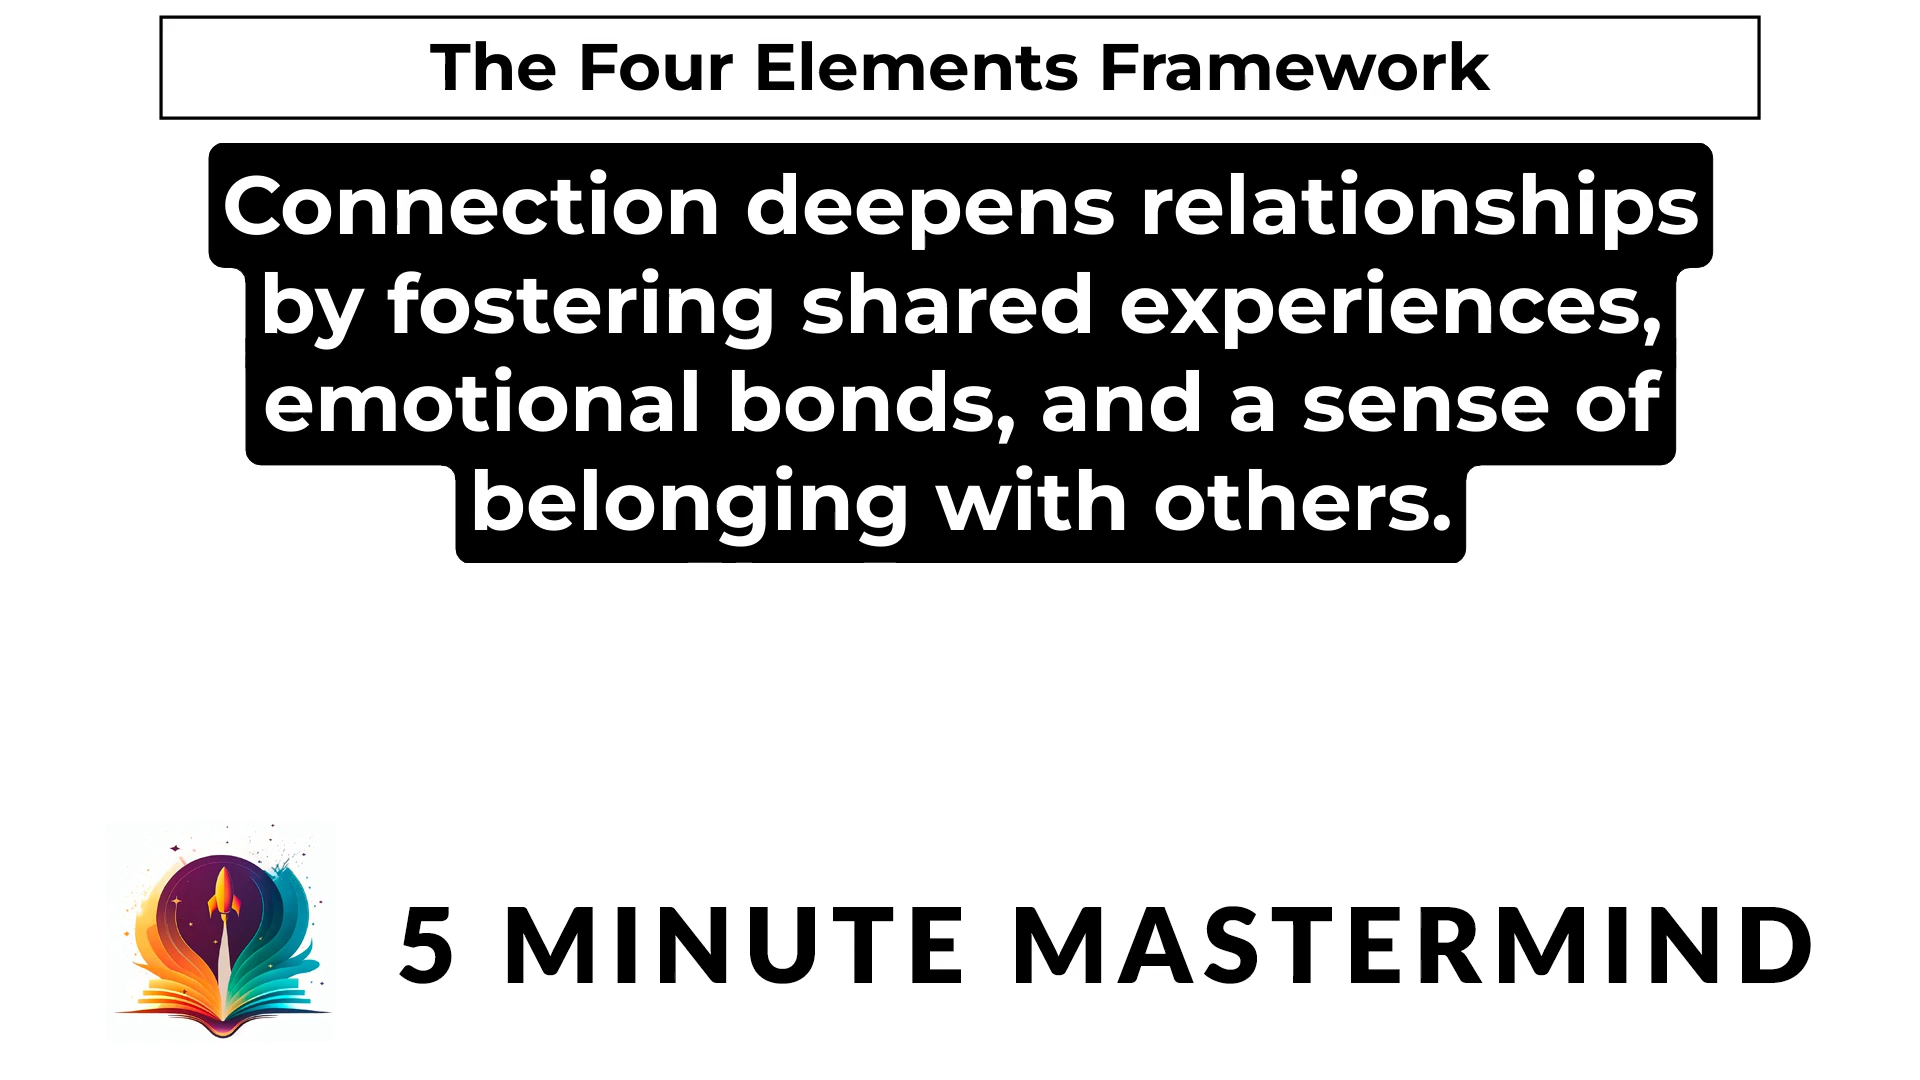 The Four Elements Framework
Connection deepens relationships
by fostering shared experiences,
emotional bonds, and a sense of
belonging with others.
5 MINUTE MASTERMIND